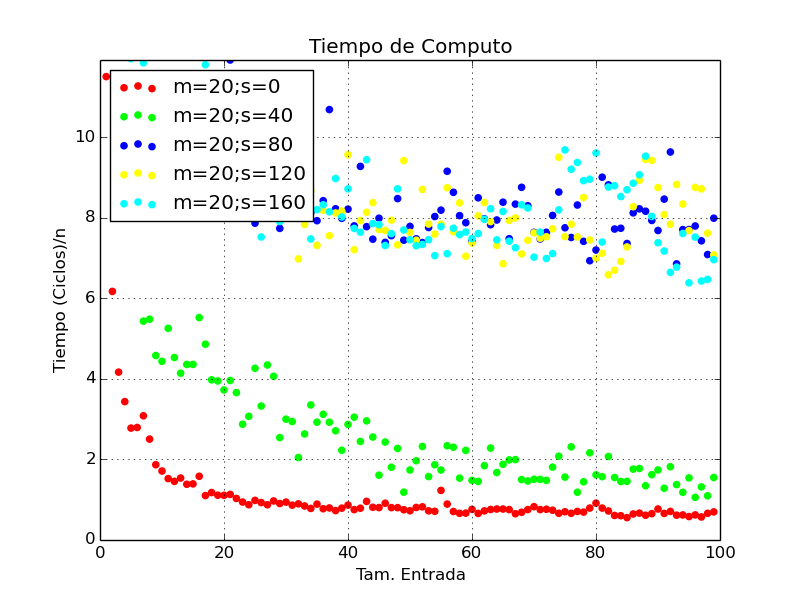 Tiempo de Computo
m=20;s=0
m=20;s=40
m=20;s=80
m=20;s=120
m=20;s=160
Tiempo (Ciclos)/n
10
8
6
4
2
0
0 20 40 60 80 100
Tam. Entrada